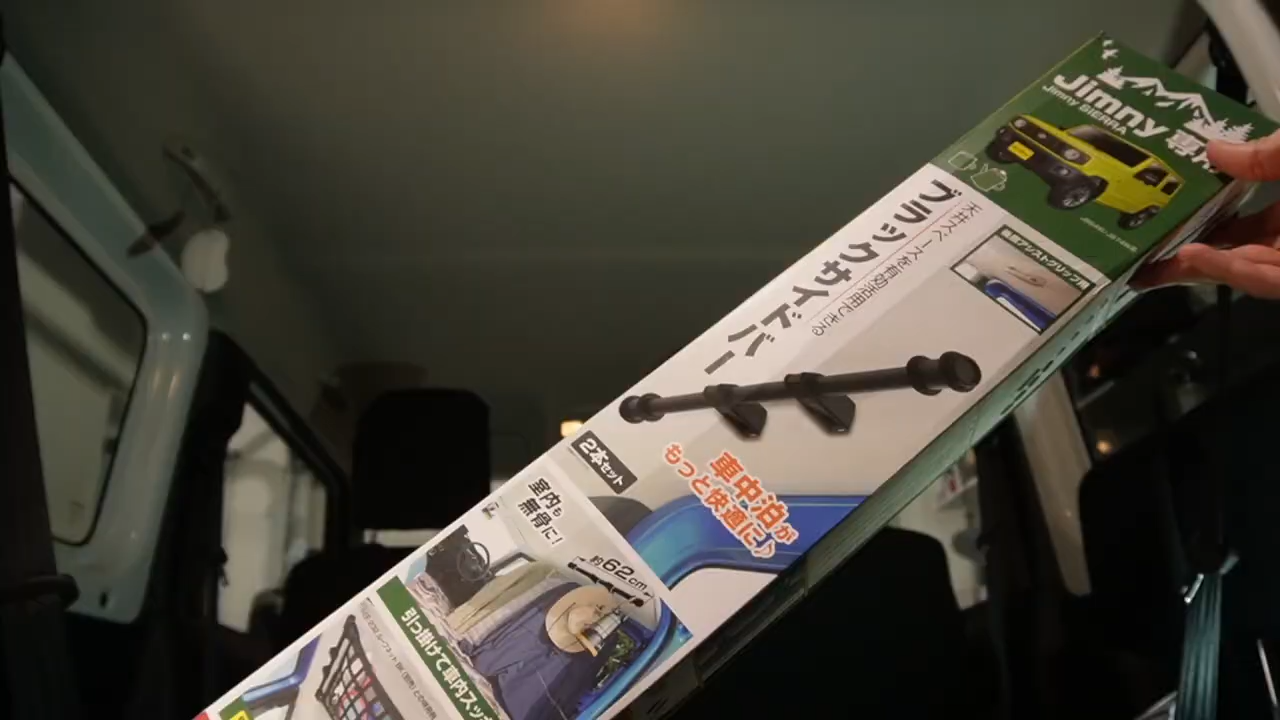 Jimny 専用
Jimny SIERRA
天井スペースを有効活用できる
ブラックサイドバー
2本セット
車中泊が
もっと快適に♪
室内も
無骨に!
約62cm
引っ掛けて車内スッキ